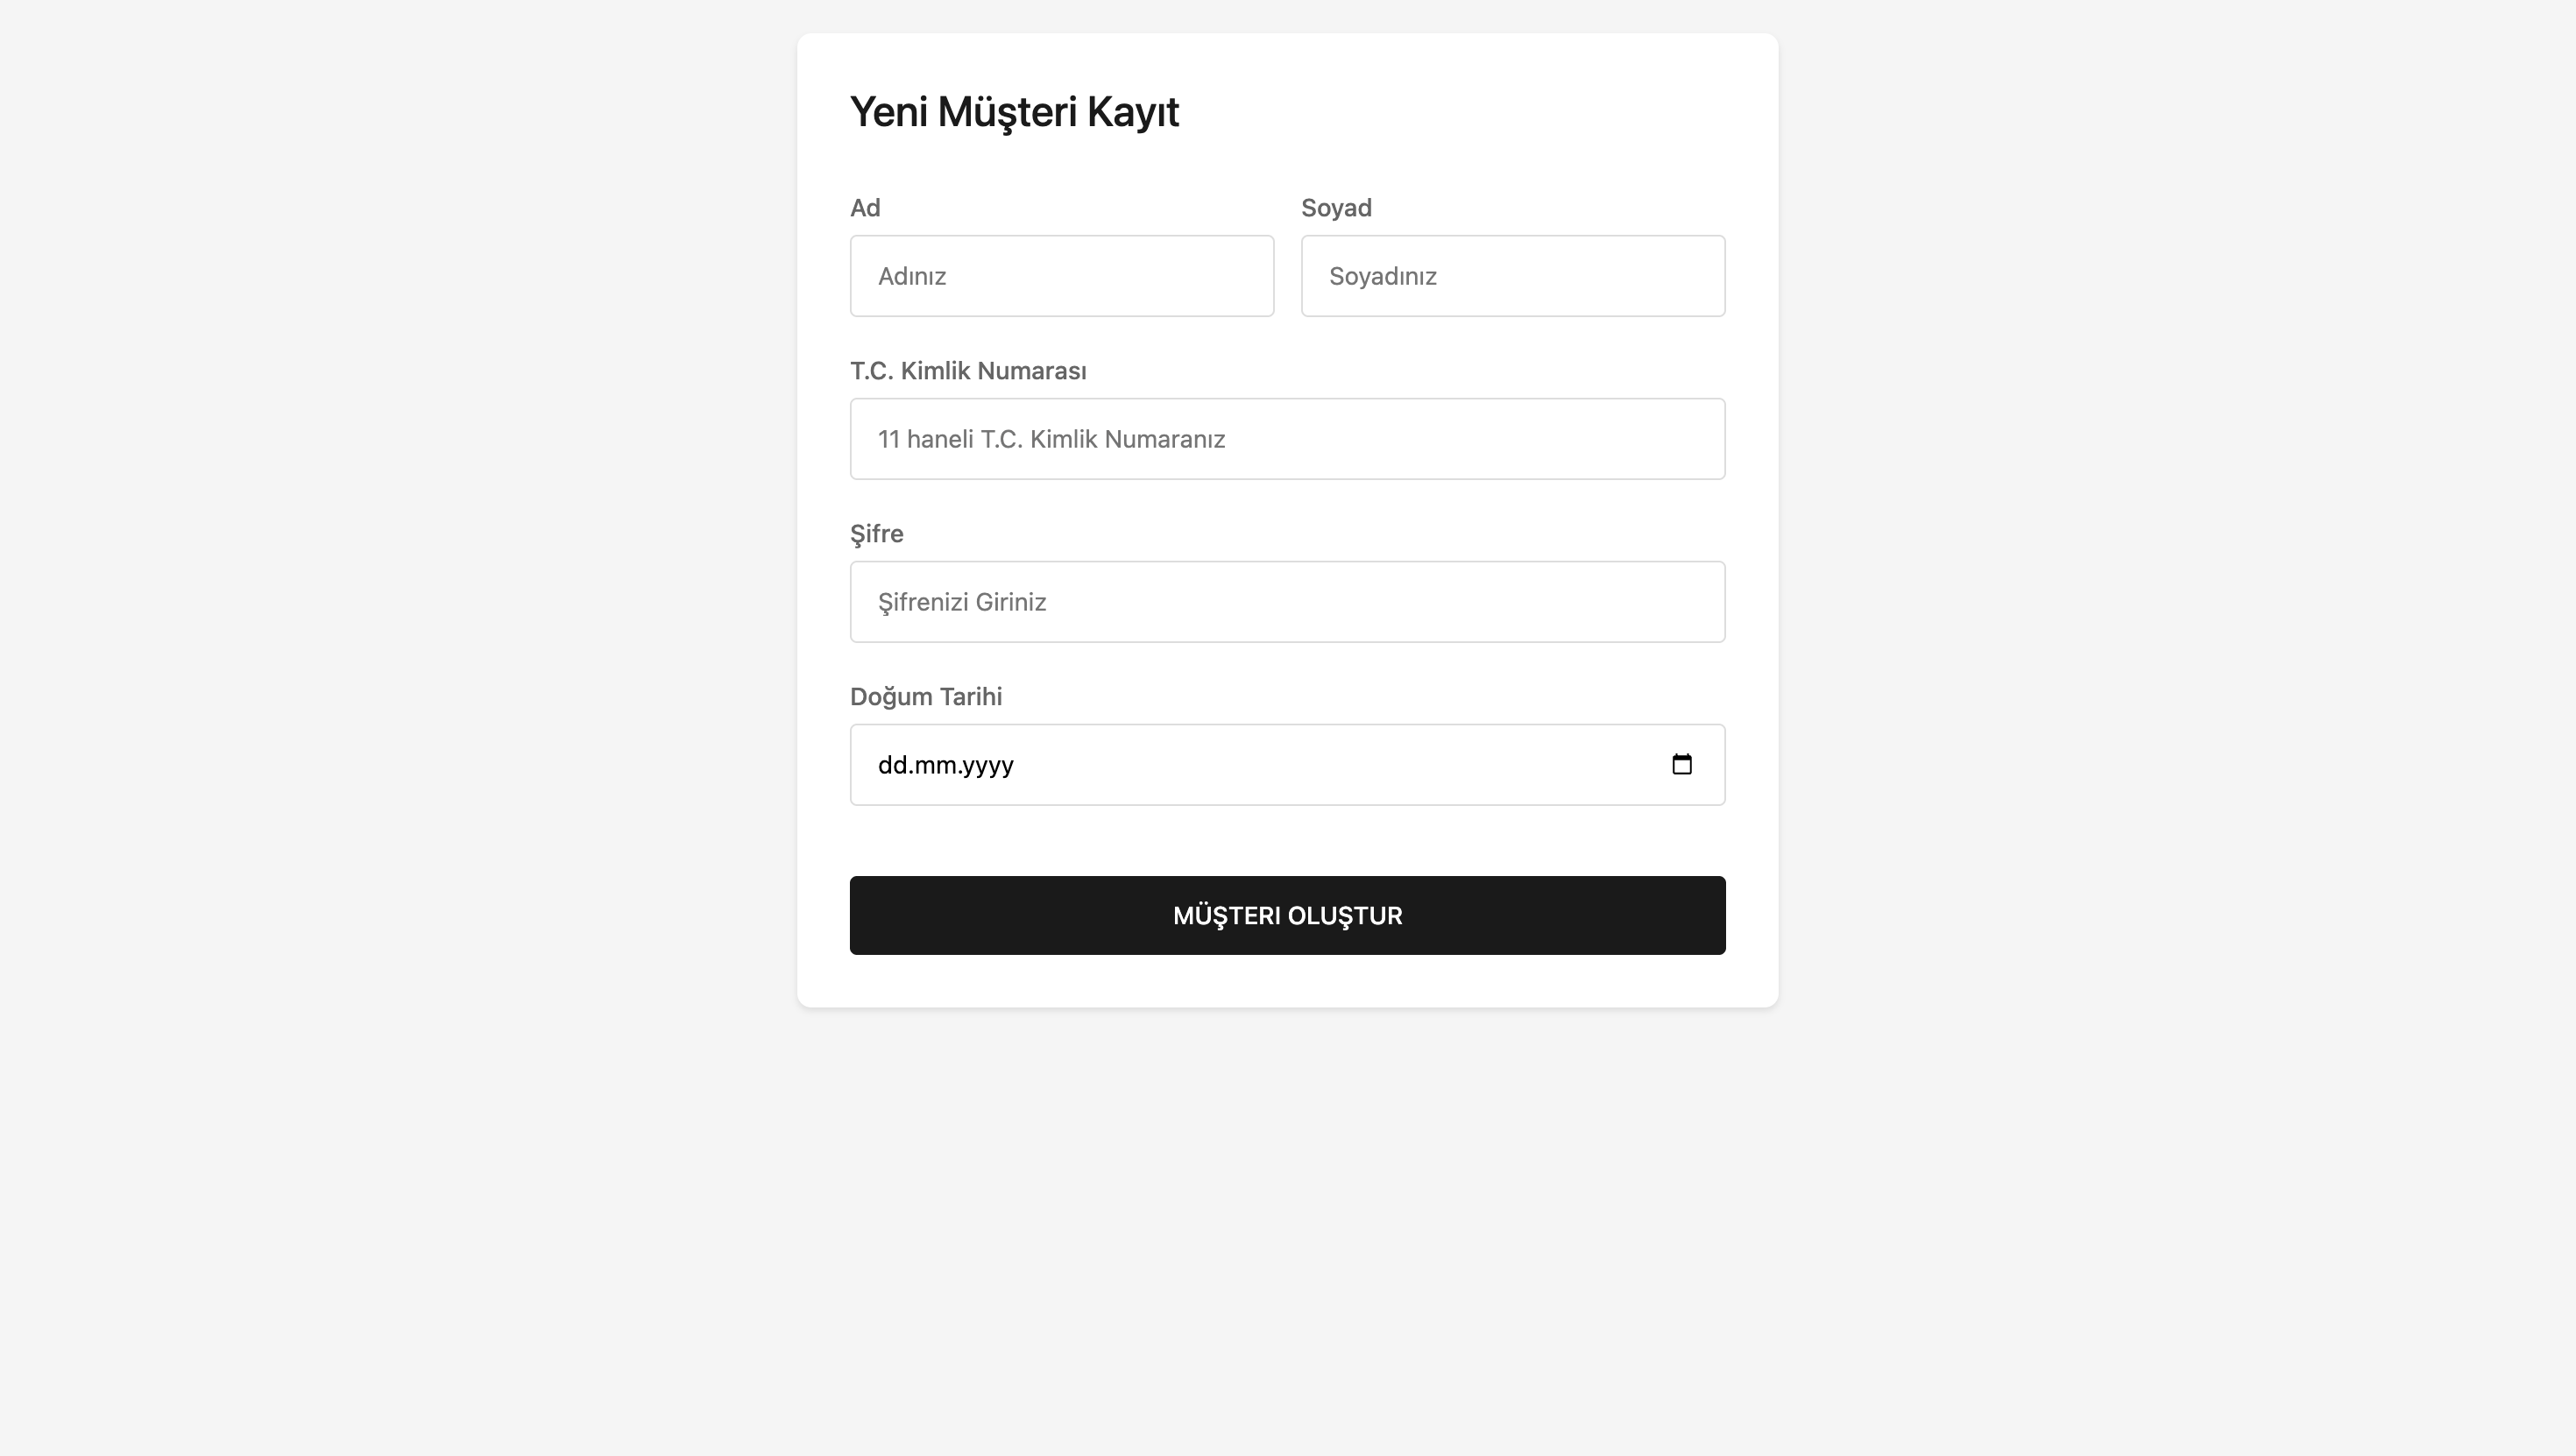 Yeni Müşteri Kayıt
Ad
Soyad
Adınız
Soyadınız
T.C. Kimlik Numarası
11 haneli T.C. Kimlik Numaranız
Şifre
Şifrenizi Giriniz
Doğum Tarihi
dd.mm.yyyy
MÜŞTERI OLUŞTUR